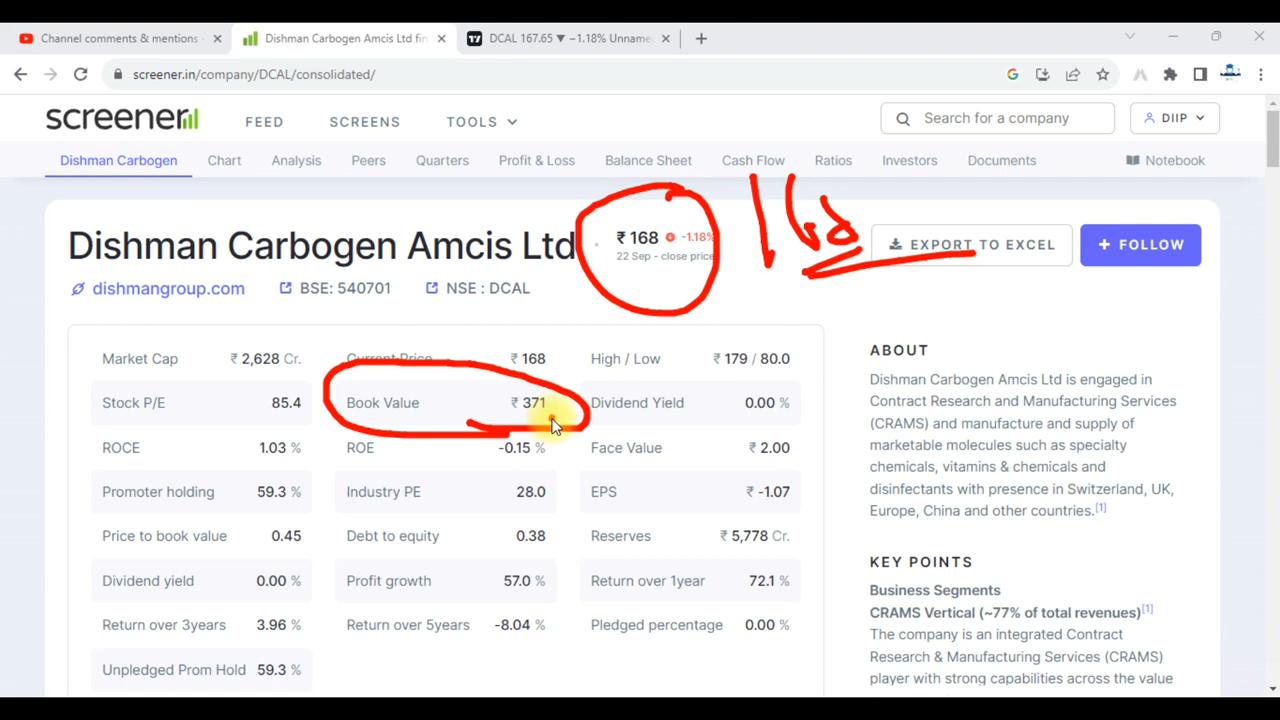 Channel comments & mentions -
Dishman Carbogen Amcis Ltd fin
DCAL 167.65 ▼ −1.18% Unname
screener.in/company/DCAL/consolidated/
screener
FEED SCREENS TOOLS
Search for a company
DIIP
Dishman Carbogen Chart Analysis Peers Quarters Profit & Loss Balance Sheet Cash Flow Ratios Investors Documents Notebook
Dishman Carbogen Amcis Ltd
₹ 168 -1.18%
22 Sep - close price
168
EXPORT TO EXCEL
+ FOLLOW
dishmangroup.com BSE: 540701 NSE : DCAL
Market Cap ₹ 2,628 Cr. Current Price ₹ 168 High / Low ₹ 179 / 80.0
Stock P/E 85.4 Book Value ₹ 371 Dividend Yield 0.00 %
ROCE 1.03 % ROE -0.15 % Face Value ₹ 2.00
Promoter holding 59.3 % Industry PE 28.0 EPS ₹ -1.07
Price to book value 0.45 Debt to equity 0.38 Reserves ₹ 5,778 Cr.
Dividend yield 0.00 % Profit growth 57.0 % Return over 1year 72.1 %
Return over 3years 3.96 % Return over 5years -8.04 % Pledged percentage 0.00 %
Unpledged Prom Hold 59.3 %
ABOUT
Dishman Carbogen Amcis Ltd is engaged in
Contract Research and Manufacturing Services
(CRAMS) and manufacture and supply of
marketable molecules such as specialty
chemicals, vitamins & chemicals and
disinfectants with presence in Switzerland, UK,
Europe, China and other countries.[1]
KEY POINTS
Business Segments
CRAMS Vertical (~77% of total revenues)[1]
The company is an integrated Contract
Research & Manufacturing Services (CRAMS)
player with strong capabilities across the value